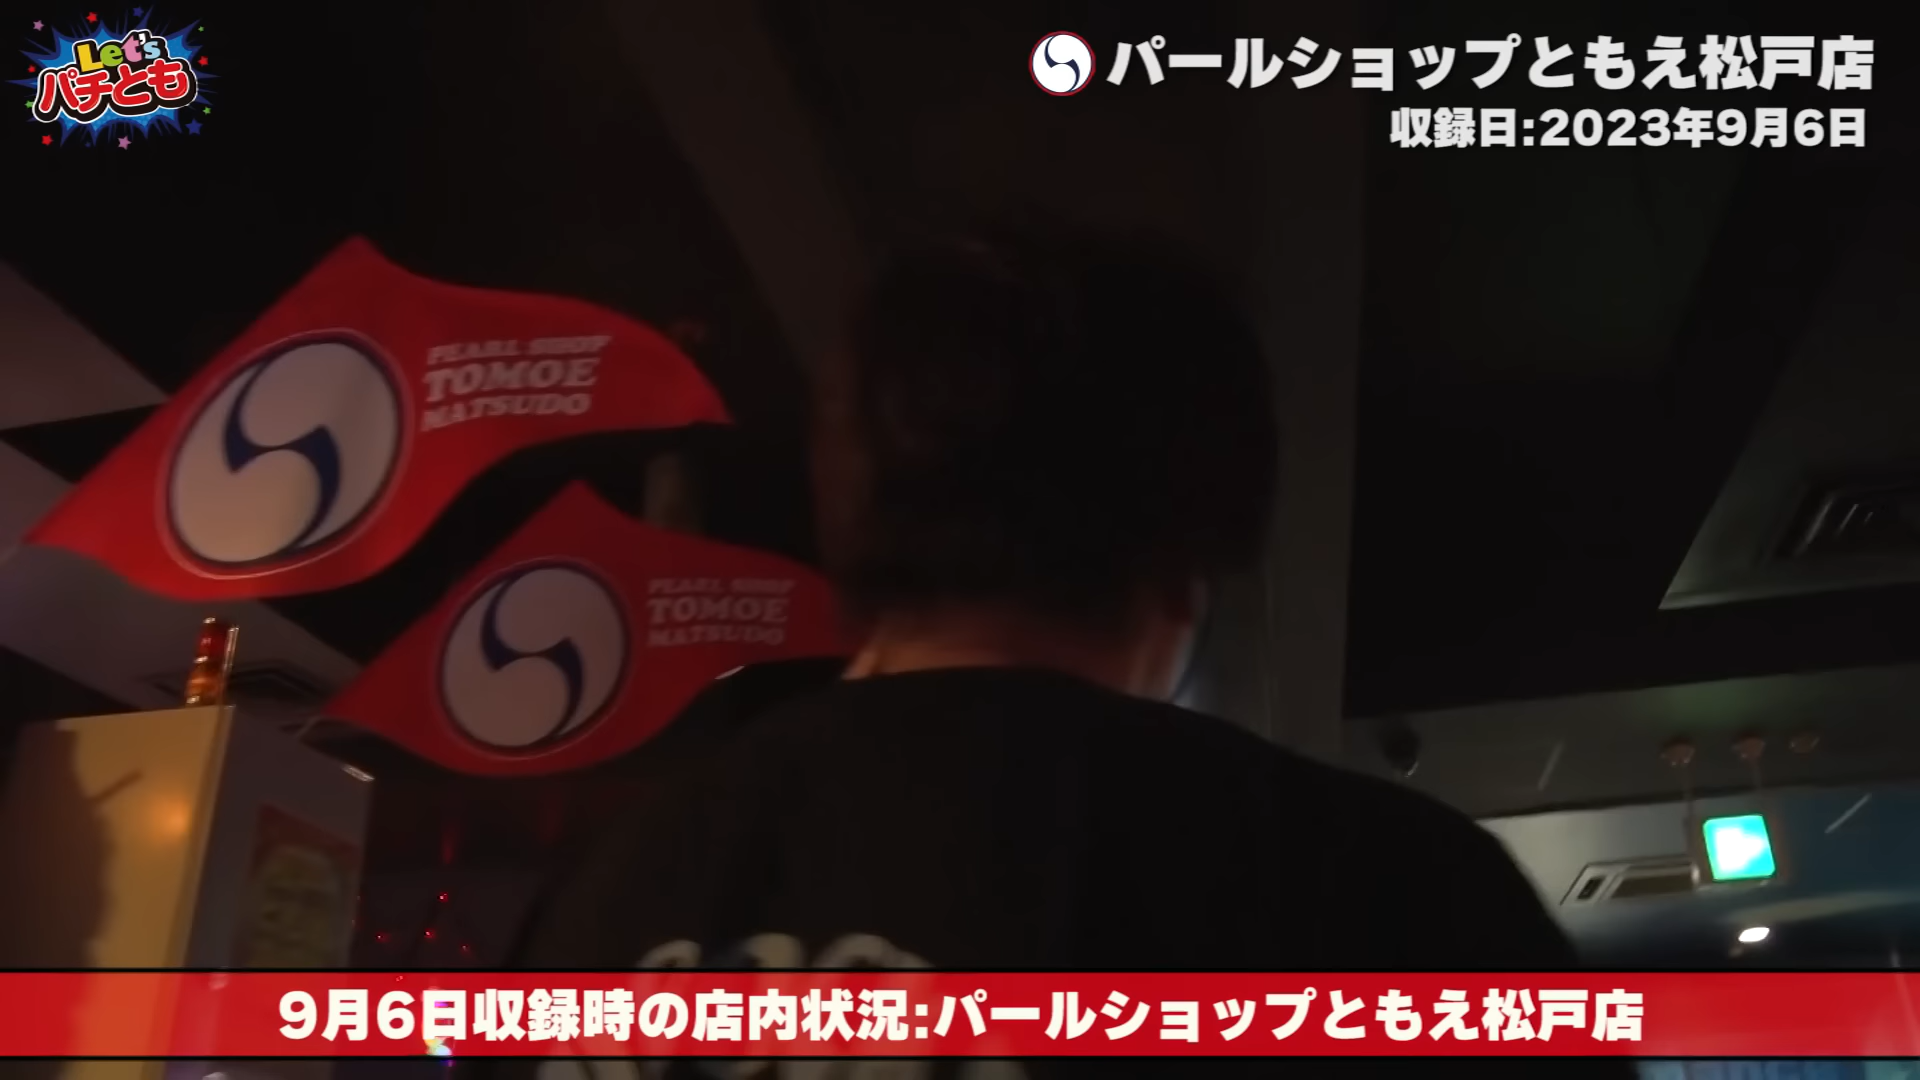 Let's
パチとも
パールショップともえ松戸店
収録日:2023年9月6日
PEARL SHOP
TOMOE
MATSUDO
PEARL SHOP
TOMOE
MATSUDO
9月6日収録時の店内状況:パールショップともえ松戸店